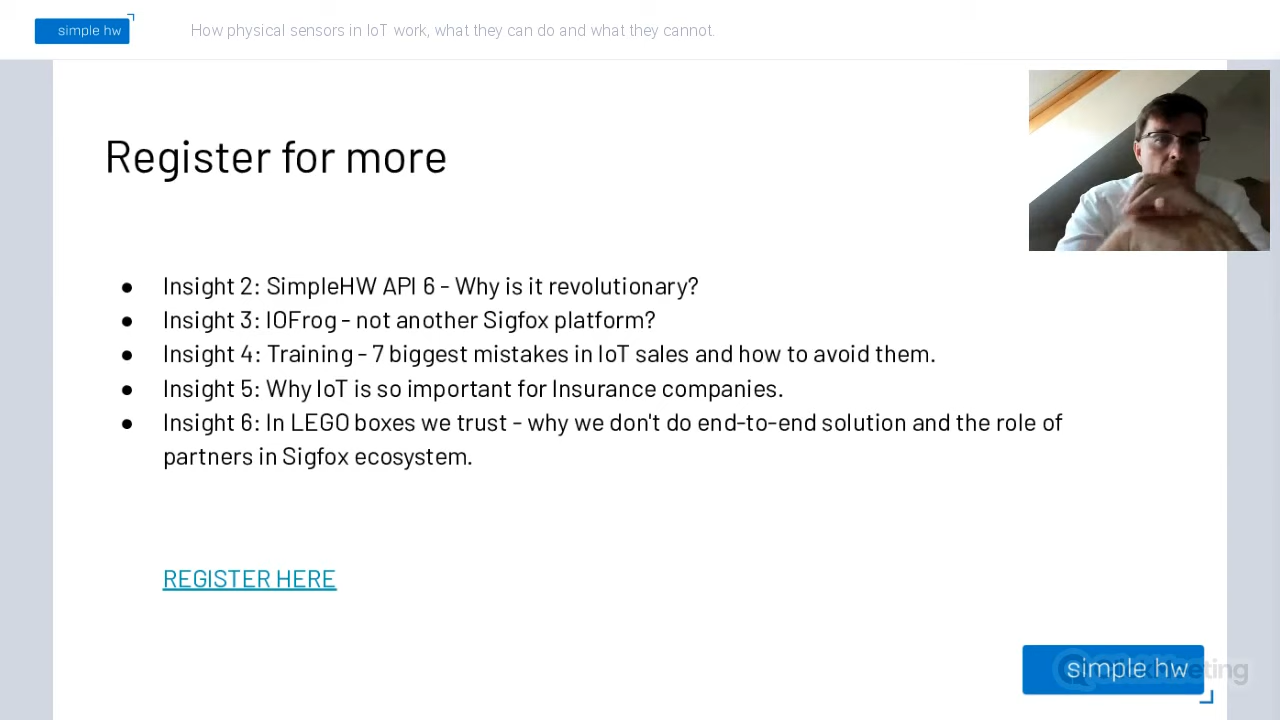 simple hw
How physical sensors in IoT work, what they can do and what they cannot.
Register for more
● Insight 2: SimpleHW API 6 - Why is it revolutionary?
● Insight 3: IOFrog - not another Sigfox platform?
● Insight 4: Training - 7 biggest mistakes in IoT sales and how to avoid them.
● Insight 5: Why IoT is so important for Insurance companies.
● Insight 6: In LEGO boxes we trust - why we don't do end-to-end solution and the role of
partners in Sigfox ecosystem.
REGISTER HERE
simple hw